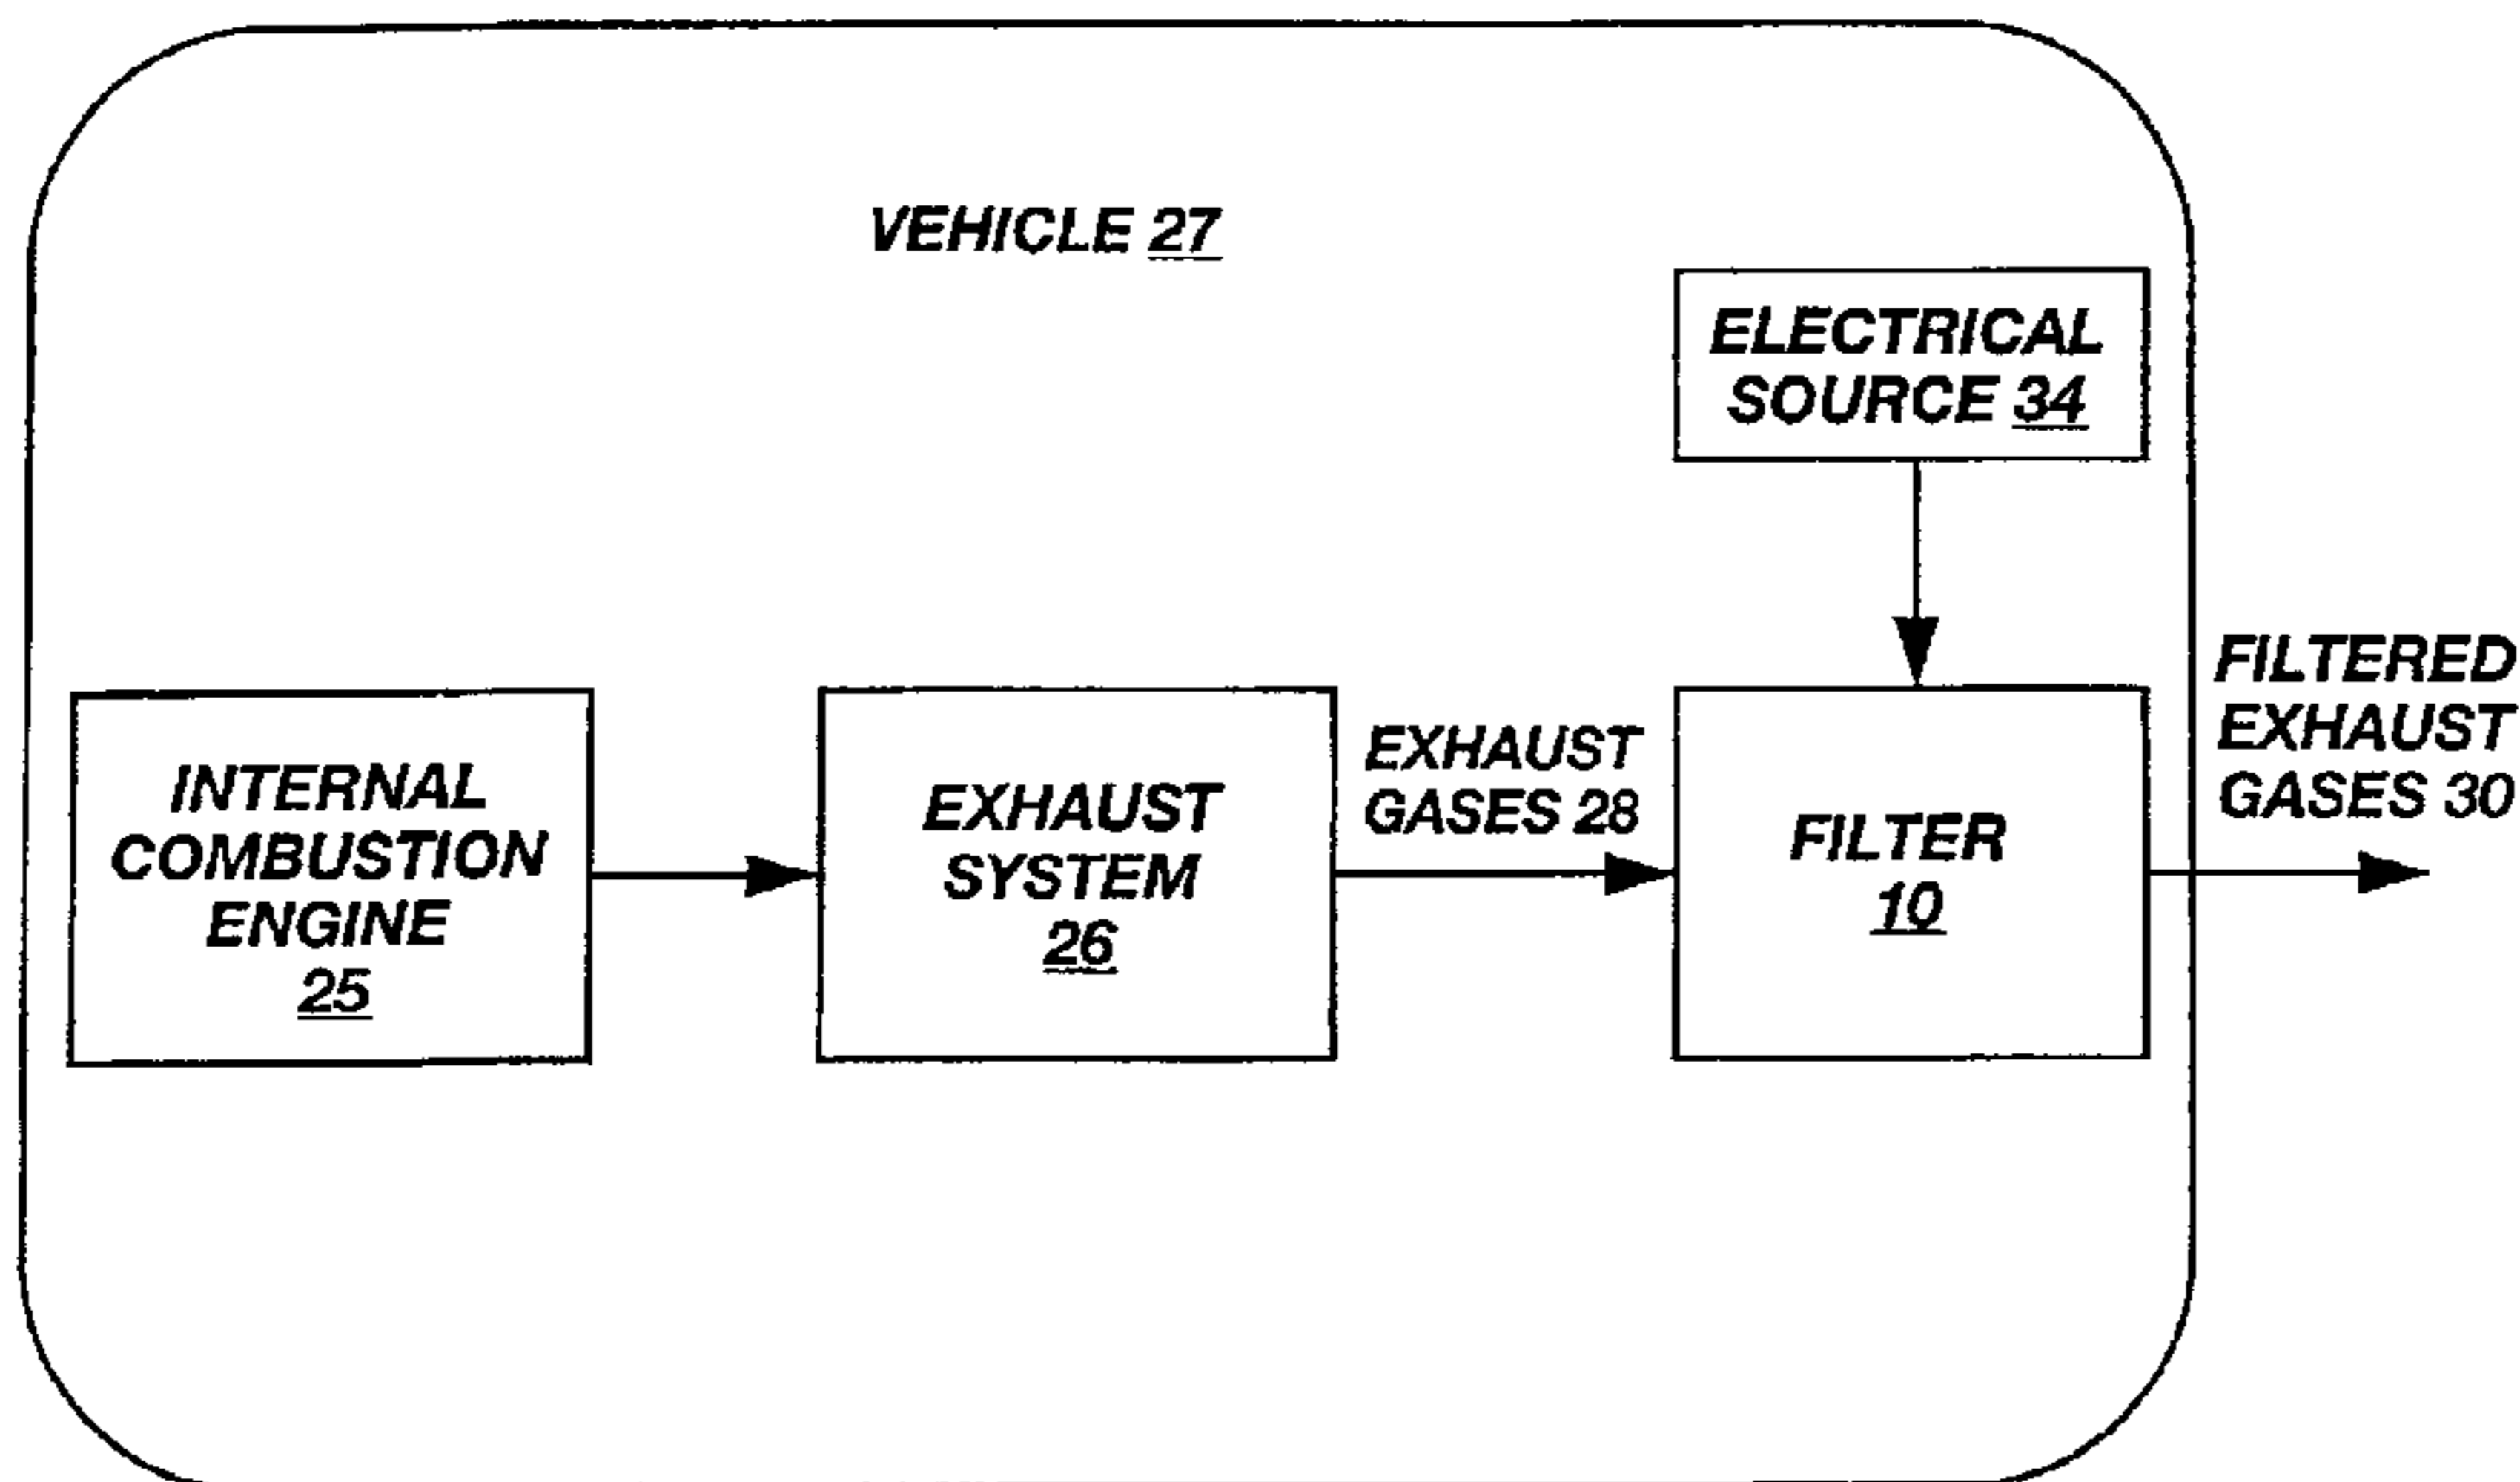 VEHICLE 27
ELECTRICAL
SOURCE 34
INTERNAL
COMBUSTION
ENGINE
25
EXHAUST
SYSTEM
26
EXHAUST
GASES 28
FILTER
10
FILTERED
EXHAUST
GASES 30